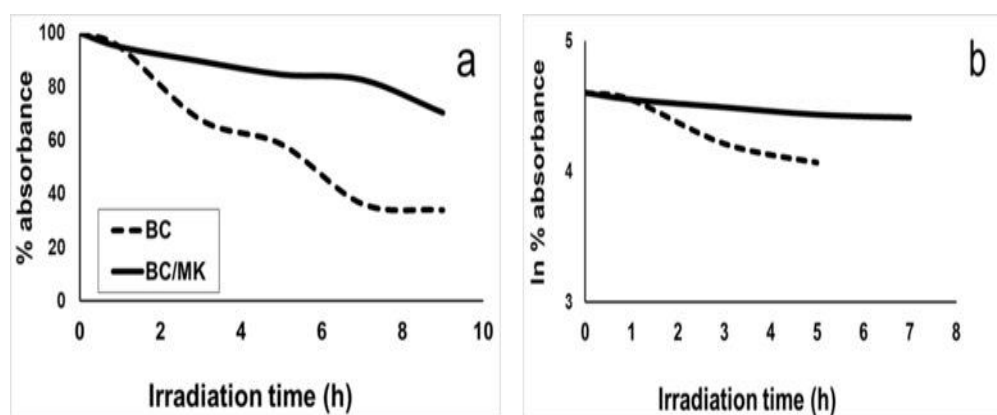 a
% absorbance
100
80
60
40
20
0
BC
BC/MK
0 2 4 6 8 10
Irradiation time (h)
b
ln % absorbance
5
4
3
0 1 2 3 4 5 6 7 8
Irradiation time (h)